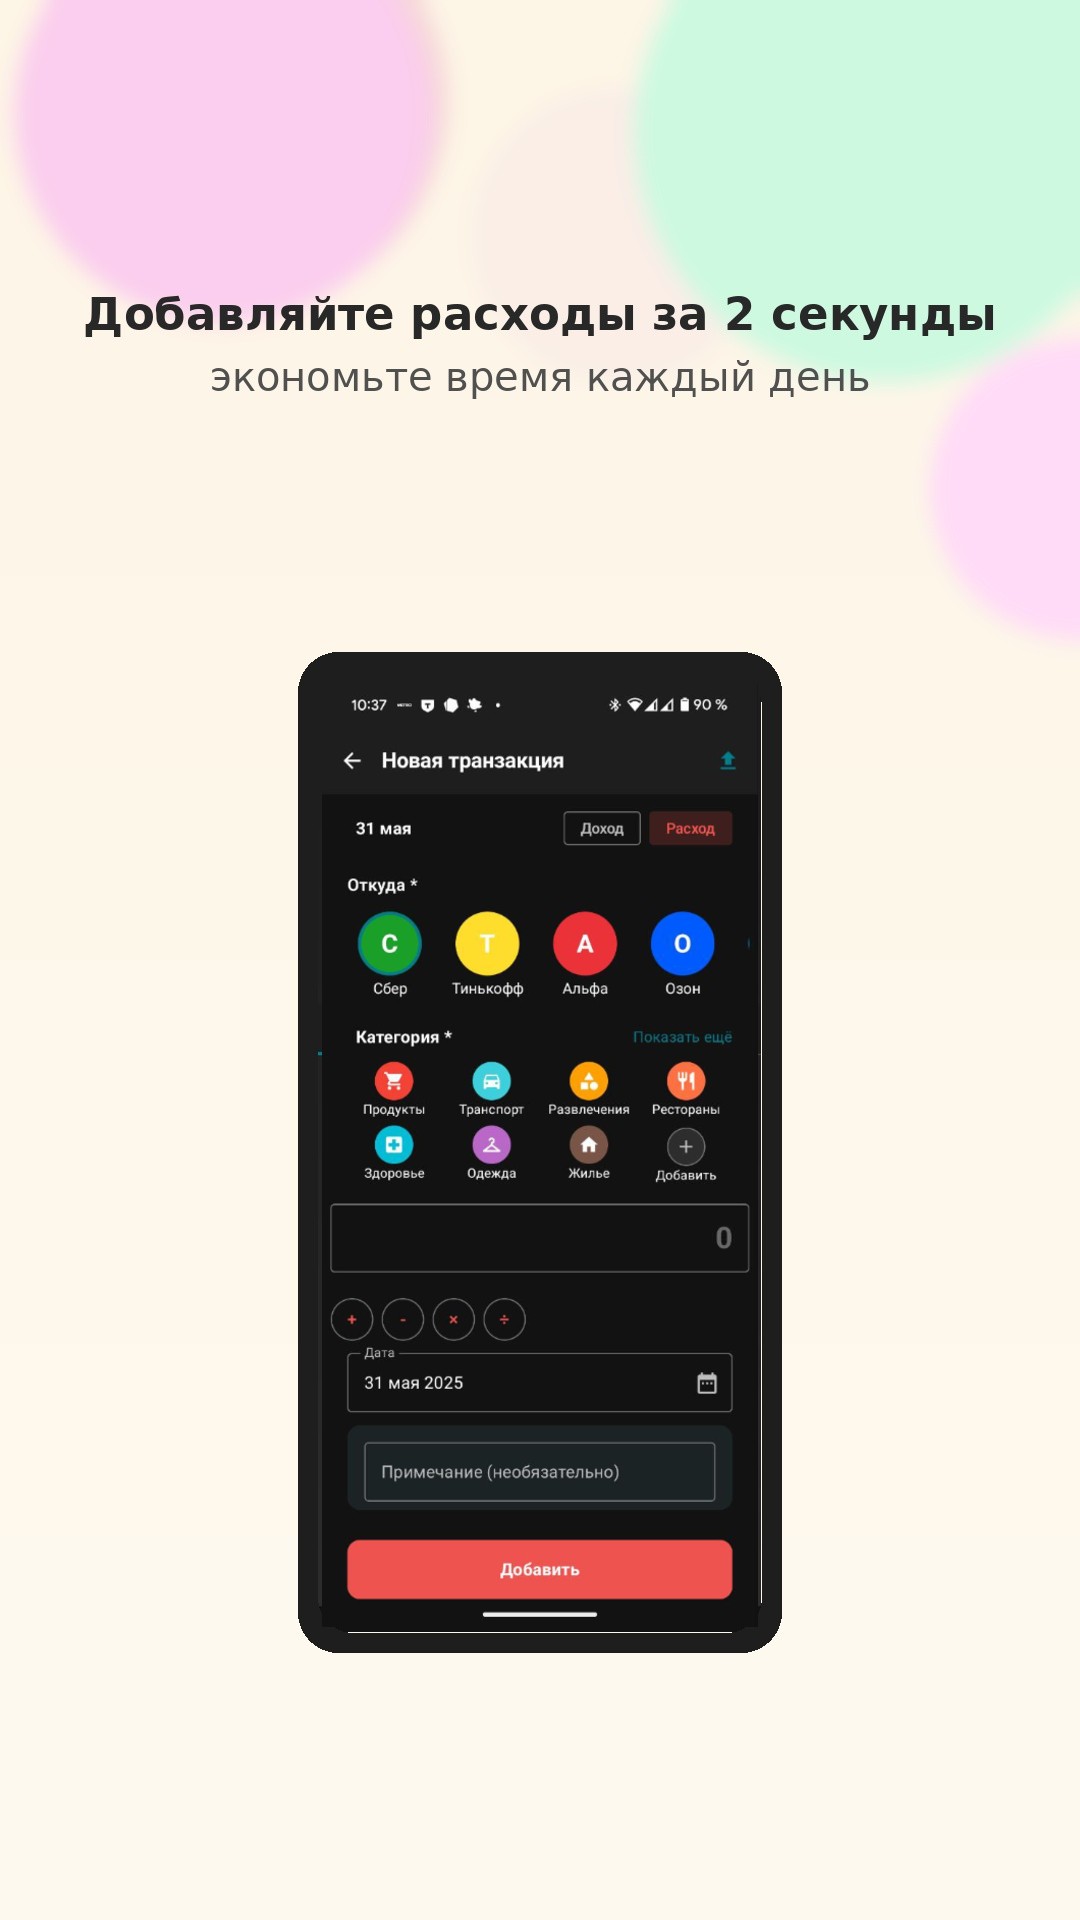 Добавляйте расходы за 2 секунды
экономьте время каждый день
10:37 90 %
Новая транзакция
31 мая Доход Расход
Откуда *
С Т А О
Сбер Тинькофф Альфа Озон
Категория * Показать ещё
Продукты Транспорт Развлечения Рестораны
Здоровье Одежда Жилье Добавить
0
+ - × ÷
Дата
31 мая 2025
Примечание (необязательно)
Добавить